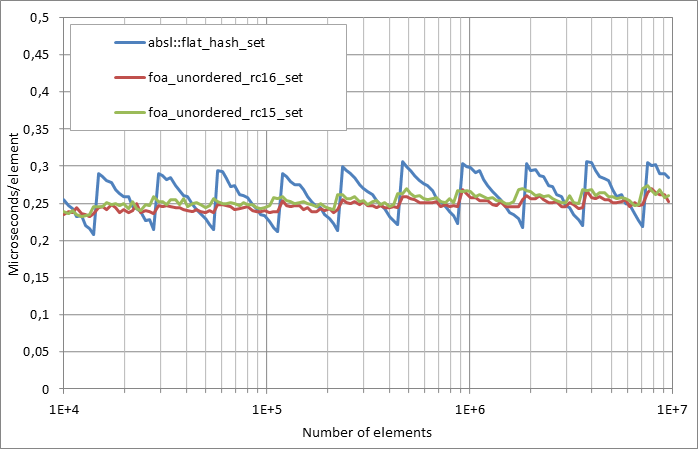 0,5
0,45
0,4
0,35
0,3
0,25
0,2
0,15
0,1
0,05
0
Microseconds/element
absl::flat_hash_set
foa_unordered_rc16_set
foa_unordered_rc15_set
1E+4 1E+5 1E+6 1E+7
Number of elements